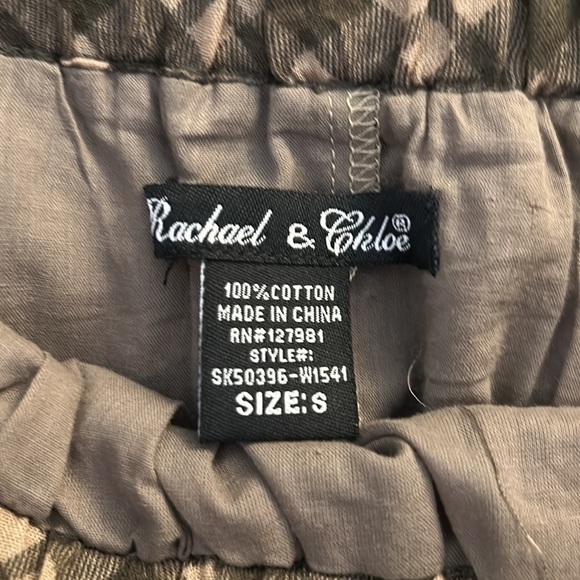 Rachael & Chloe®
100%COTTON
MADE IN CHINA
RN#127981
STYLE#:
SK50396-W1541
SIZE:S